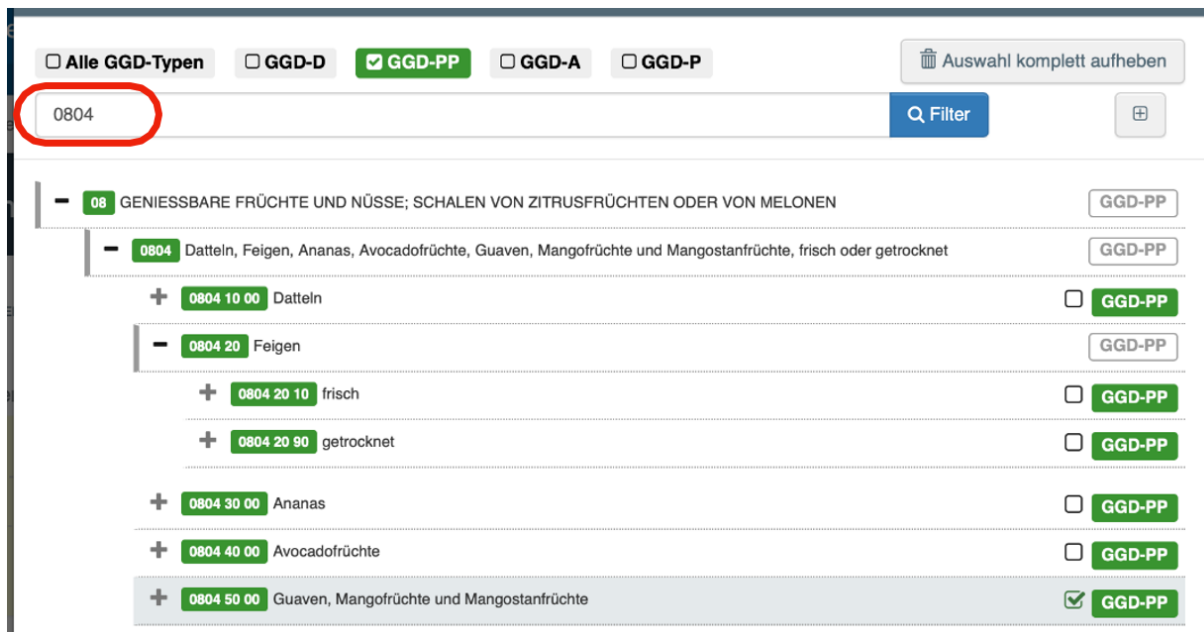 Alle GGD-Typen GGD-D GGD-PP GGD-A GGD-P Auswahl komplett aufheben
0804 Filter
08 GENIESSBARE FRÜCHTE UND NÜSSE; SCHALEN VON ZITRUSFRÜCHTEN ODER VON MELONEN GGD-PP
0804 Datteln, Feigen, Ananas, Avocadofrüchte, Guaven, Mangofrüchte und Mangostanfrüchte, frisch oder getrocknet GGD-PP
0804 10 00 Datteln GGD-PP
0804 20 Feigen GGD-PP
0804 20 10 frisch GGD-PP
0804 20 90 getrocknet GGD-PP
0804 30 00 Ananas GGD-PP
0804 40 00 Avocadofrüchte GGD-PP
0804 50 00 Guaven, Mangofrüchte und Mangostanfrüchte GGD-PP